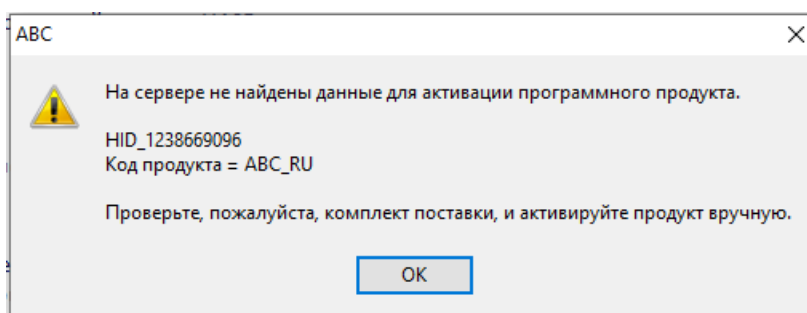 ABC
На сервере не найдены данные для активации программного продукта.
HID_1238669096
Код продукта = ABC_RU
Проверьте, пожалуйста, комплект поставки, и активируйте продукт вручную.
OK